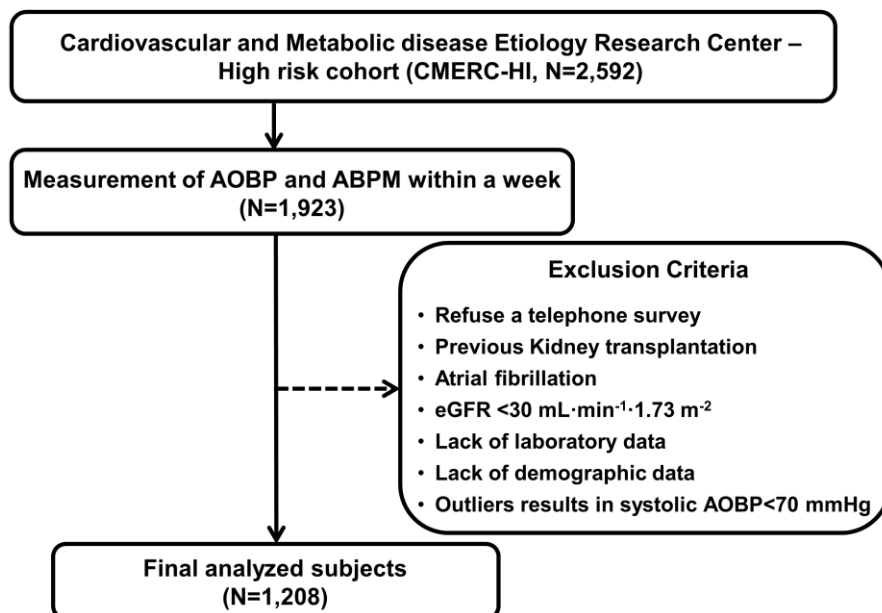 Cardiovascular and Metabolic disease Etiology Research Center –
High risk cohort (CMERC-HI, N=2,592)
Measurement of AOBP and ABPM within a week
(N=1,923)
Exclusion Criteria
• Refuse a telephone survey
• Previous Kidney transplantation
• Atrial fibrillation
• eGFR <30 mL·min⁻¹·1.73 m⁻²
• Lack of laboratory data
• Lack of demographic data
• Outliers results in systolic AOBP<70 mmHg
Final analyzed subjects
(N=1,208)